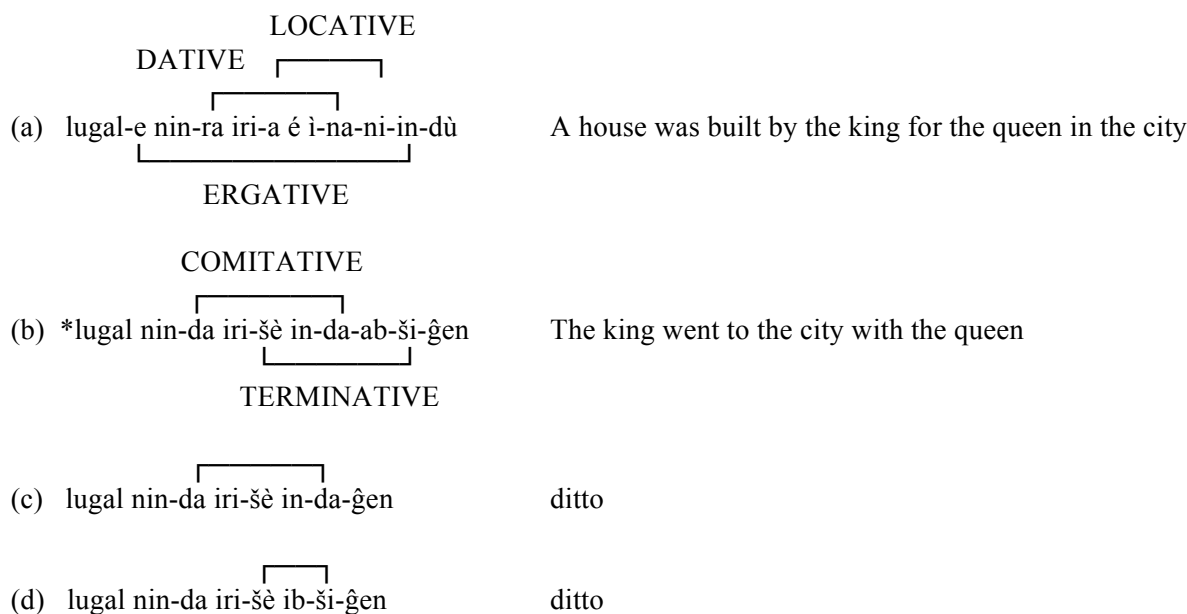 LOCATIVE
DATIVE
(a) lugal-e nin-ra iri-a é ì-na-ni-in-dù A house was built by the king for the queen in the city
ERGATIVE
COMITATIVE
(b) *lugal nin-da iri-šè in-da-ab-ši-ĝen The king went to the city with the queen
TERMINATIVE
(c) lugal nin-da iri-šè in-da-ĝen ditto
(d) lugal nin-da iri-šè ib-ši-ĝen ditto